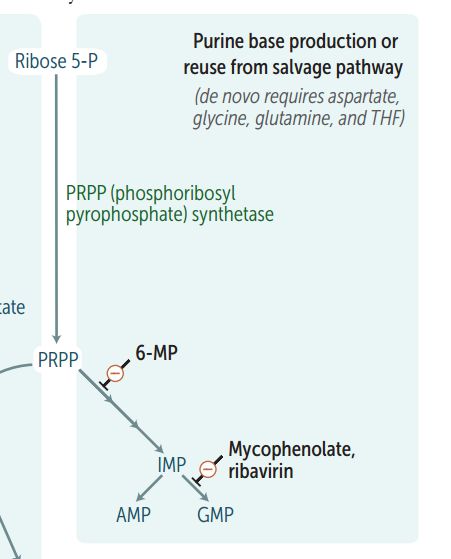 Purine base production or
reuse from salvage pathway
(de novo requires aspartate,
glycine, glutamine, and THF)
Ribose 5-P
PRPP (phosphoribosyl
pyrophosphate) synthetase
tate
PRPP
6-MP
IMP
Mycophenolate,
ribavirin
AMP
GMP